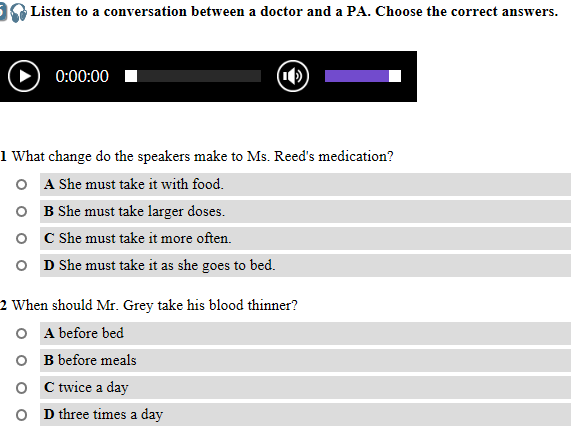 Listen to a conversation between a doctor and a PA. Choose the correct answers.
0:00:00
1 What change do the speakers make to Ms. Reed's medication?
A She must take it with food.
B She must take larger doses.
C She must take it more often.
D She must take it as she goes to bed.
2 When should Mr. Grey take his blood thinner?
A before bed
B before meals
C twice a day
D three times a day